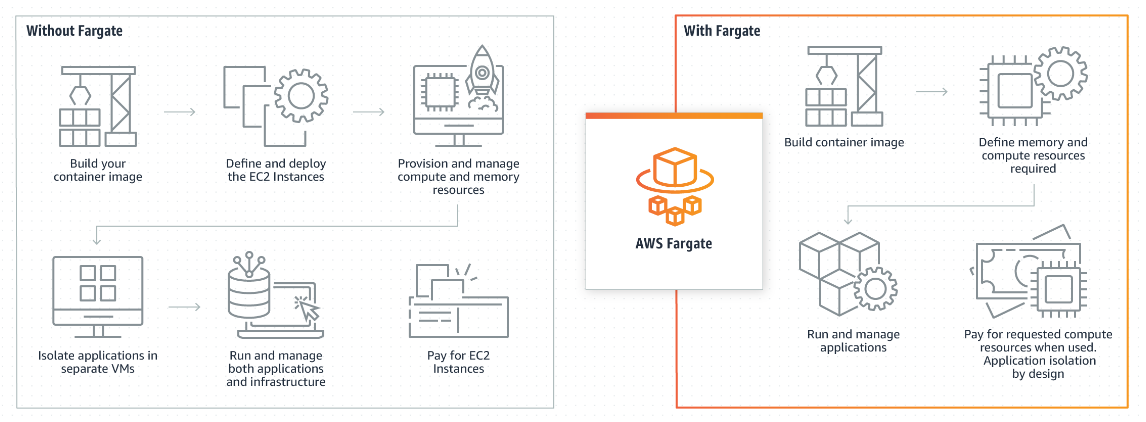 Without Fargate
Build your
container image
Define and deploy
the EC2 Instances
Provision and manage
compute and memory
resources
Isolate applications in
separate VMs
Run and manage
both applications
and infrastructure
Pay for EC2
Instances
AWS Fargate
With Fargate
Build container image
Define memory and
compute resources
required
Run and manage
applications
Pay for requested compute
resources when used.
Application isolation
by design